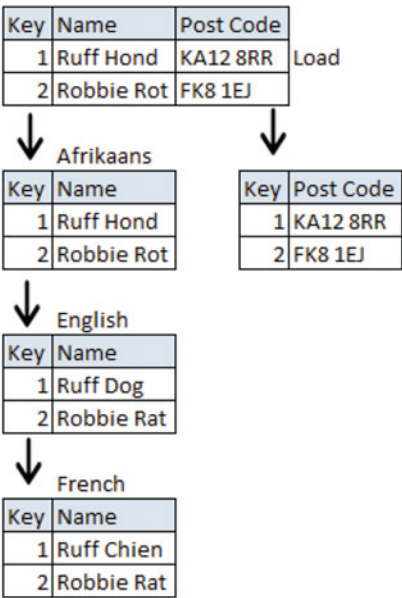 Key Name Post Code
1 Ruff Hond KA12 8RR Load
2 Robbie Rot FK8 1EJ
Afrikaans
Key Name
1 Ruff Hond
2 Robbie Rot
Key Post Code
1 KA12 8RR
2 FK8 1EJ
English
Key Name
1 Ruff Dog
2 Robbie Rat
French
Key Name
1 Ruff Chien
2 Robbie Rat